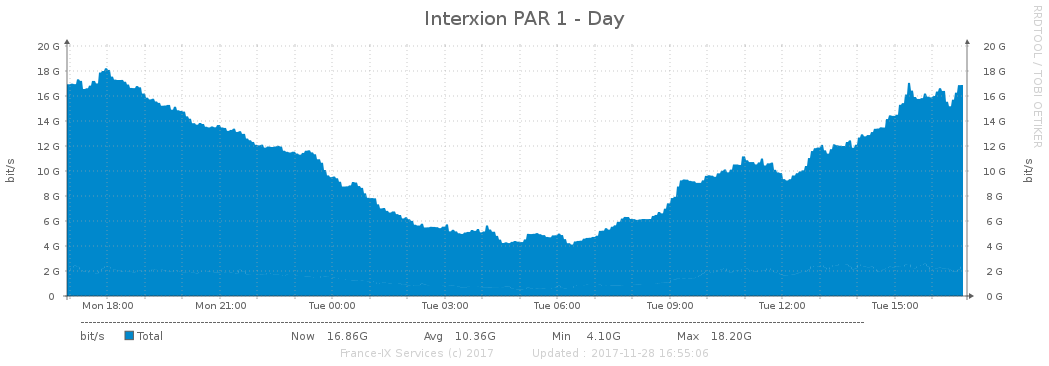 Interxion PAR 1 - Day
RRDTOOL / TOBI OETIKER
20 G 20 G
18 G 18 G
16 G 16 G
14 G 14 G
12 G 12 G
10 G 10 G
8 G 8 G
6 G 6 G
4 G 4 G
2 G 2 G
0 0 G
bit/s bit/s
Mon 18:00 Mon 21:00 Tue 00:00 Tue 03:00 Tue 06:00 Tue 09:00 Tue 12:00 Tue 15:00
bit/s Total Now 16.86G Avg 10.36G Min 4.10G Max 18.20G
France-IX Services (c) 2017 Updated : 2017-11-28 16:55:06